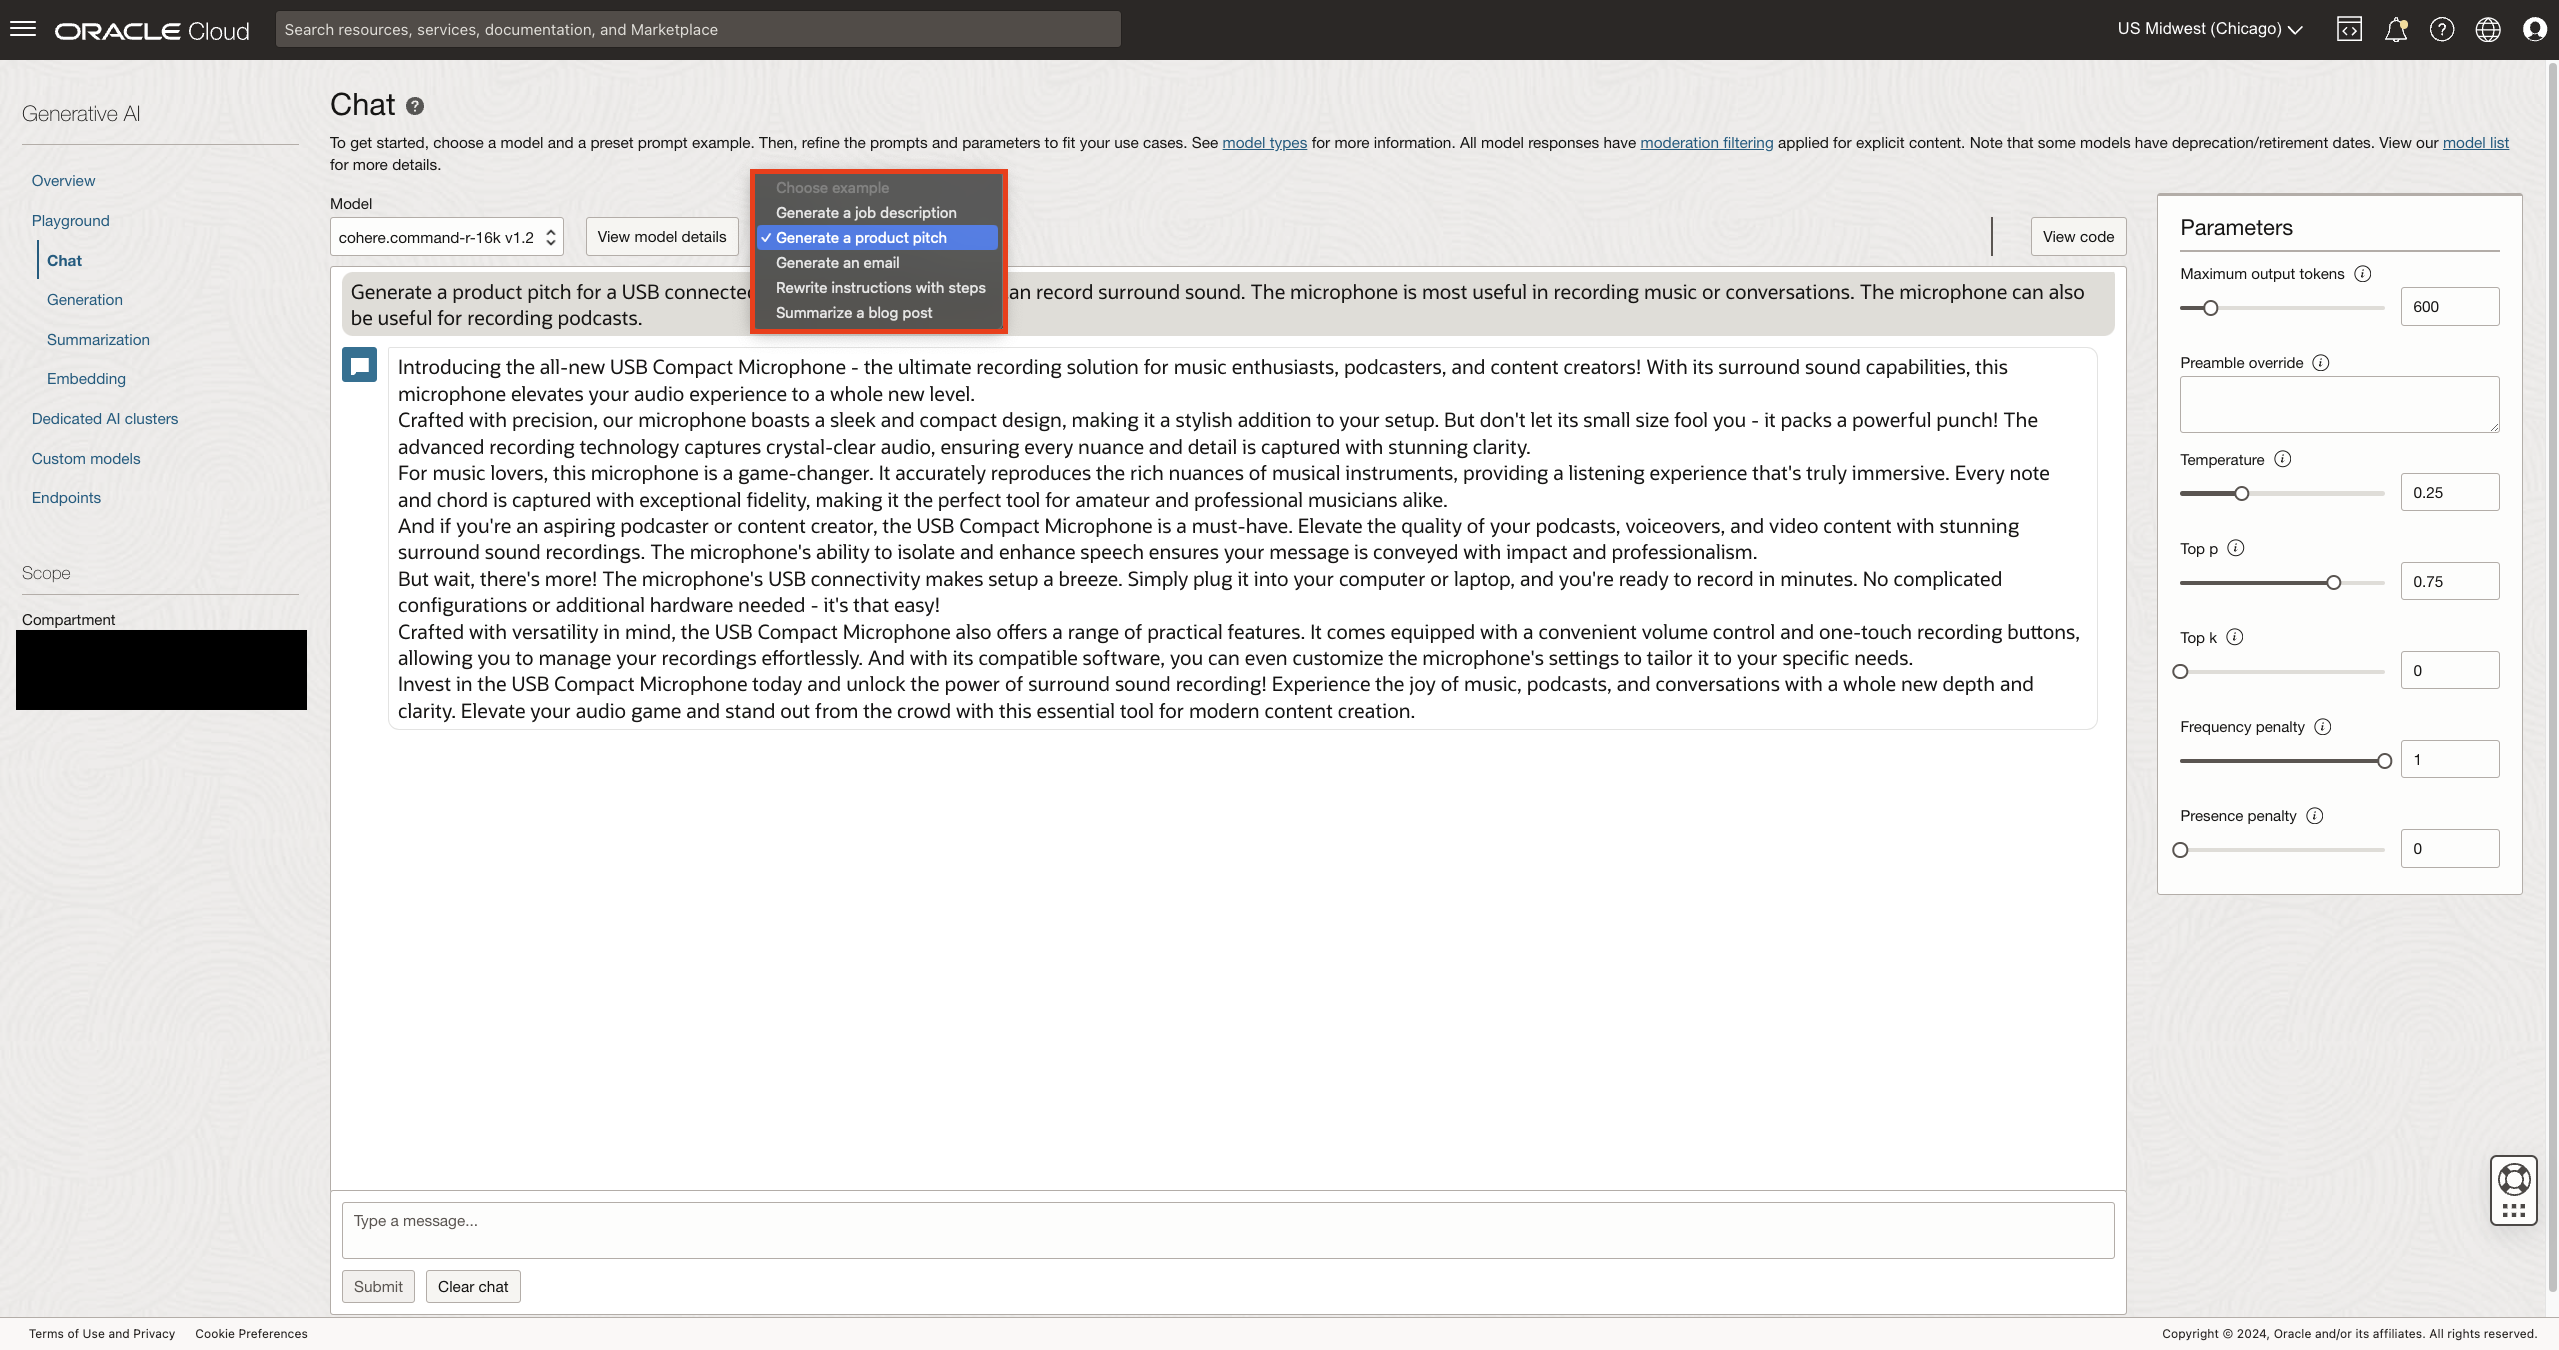 ORACLE Cloud
Search resources, services, documentation, and Marketplace
US Midwest (Chicago)
Generative AI
Overview
Playground
Chat
Generation
Summarization
Embedding
Dedicated AI clusters
Custom models
Endpoints
Scope
Compartment
Chat
To get started, choose a model and a preset prompt example. Then, refine the prompts and parameters to fit your use cases. See model types for more information. All model responses have moderation filtering applied for explicit content. Note that some models have deprecation/retirement dates. View our model list
for more details.
Model
cohere.command-r-16k v1.2
View model details
Choose example
Generate a job description
✓ Generate a product pitch
Generate an email
Rewrite instructions with steps
Summarize a blog post
View code
Generate a product pitch for a USB connected an record surround sound. The microphone is most useful in recording music or conversations. The microphone can also
be useful for recording podcasts.
Introducing the all-new USB Compact Microphone - the ultimate recording solution for music enthusiasts, podcasters, and content creators! With its surround sound capabilities, this
microphone elevates your audio experience to a whole new level.
Crafted with precision, our microphone boasts a sleek and compact design, making it a stylish addition to your setup. But don't let its small size fool you - it packs a powerful punch! The
advanced recording technology captures crystal-clear audio, ensuring every nuance and detail is captured with stunning clarity.
For music lovers, this microphone is a game-changer. It accurately reproduces the rich nuances of musical instruments, providing a listening experience that's truly immersive. Every note
and chord is captured with exceptional fidelity, making it the perfect tool for amateur and professional musicians alike.
And if you're an aspiring podcaster or content creator, the USB Compact Microphone is a must-have. Elevate the quality of your podcasts, voiceovers, and video content with stunning
surround sound recordings. The microphone's ability to isolate and enhance speech ensures your message is conveyed with impact and professionalism.
But wait, there's more! The microphone's USB connectivity makes setup a breeze. Simply plug it into your computer or laptop, and you're ready to record in minutes. No complicated
configurations or additional hardware needed - it's that easy!
Crafted with versatility in mind, the USB Compact Microphone also offers a range of practical features. It comes equipped with a convenient volume control and one-touch recording buttons,
allowing you to manage your recordings effortlessly. And with its compatible software, you can even customize the microphone's settings to tailor it to your specific needs.
Invest in the USB Compact Microphone today and unlock the power of surround sound recording! Experience the joy of music, podcasts, and conversations with a whole new depth and
clarity. Elevate your audio game and stand out from the crowd with this essential tool for modern content creation.
Type a message...
Submit
Clear chat
Parameters
Maximum output tokens
600
Preamble override
Temperature
0.25
Top p
0.75
Top k
0
Frequency penalty
1
Presence penalty
0
Terms of Use and Privacy
Cookie Preferences
Copyright © 2024, Oracle and/or its affiliates. All rights reserved.